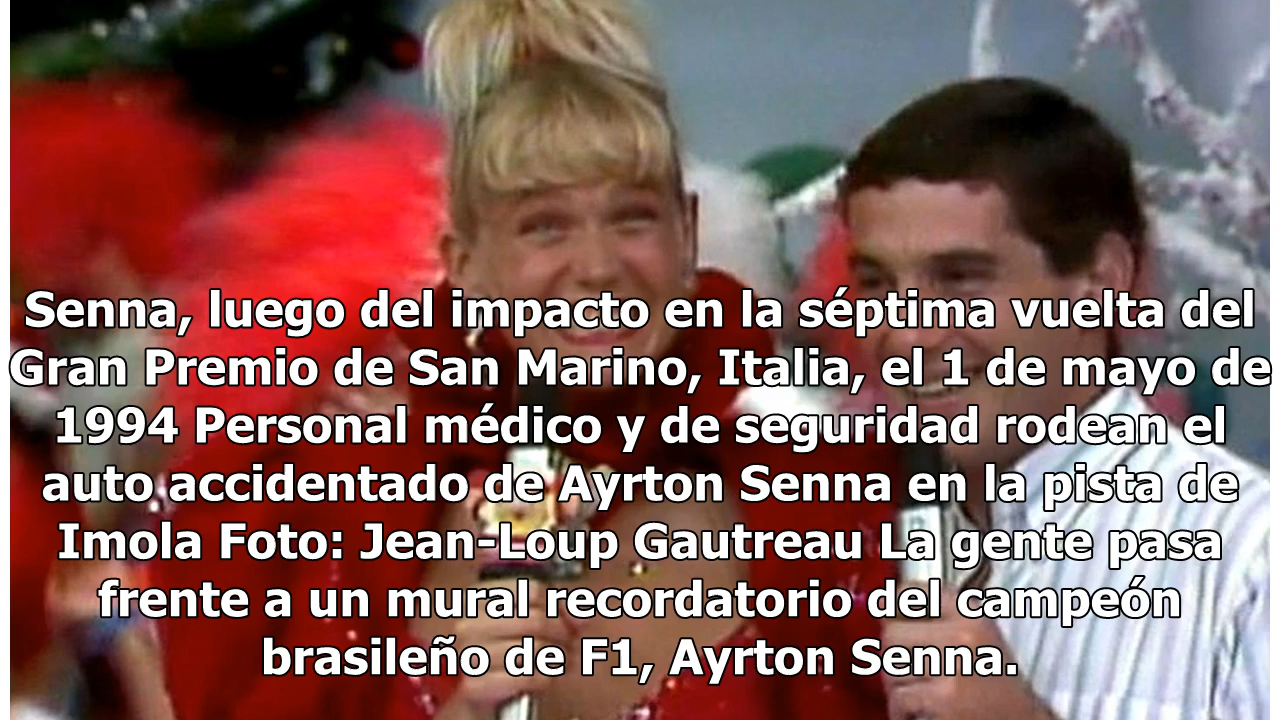 Senna, luego del impacto en la séptima vuelta del
Gran Premio de San Marino, Italia, el 1 de mayo de
1994 Personal médico y de seguridad rodean el
auto accidentado de Ayrton Senna en la pista de
Imola Foto: Jean-Loup Gautreau La gente pasa
frente a un mural recordatorio del campeón
brasileño de F1, Ayrton Senna.